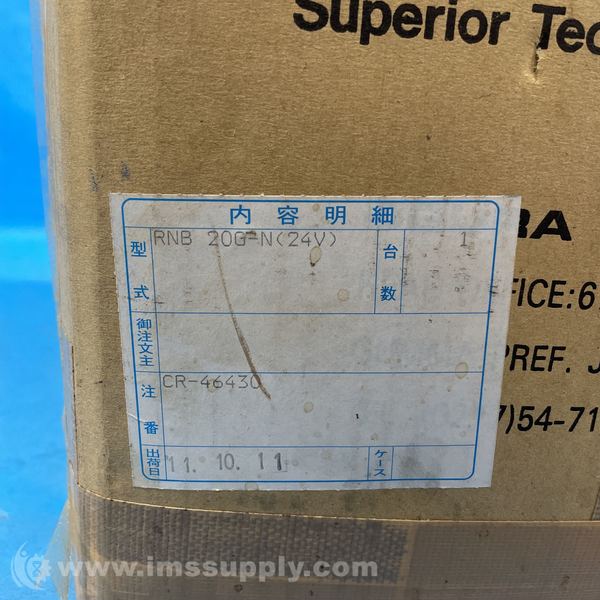 Superior Tec
内容明細
型式 RNB 20G-N(24V) 台数 1
御注文主
注番 CR-46430
出荷日 11. 10. 11 ケース
RA
FICE:6
PREF. J
7)54-71
www.imssupply.com